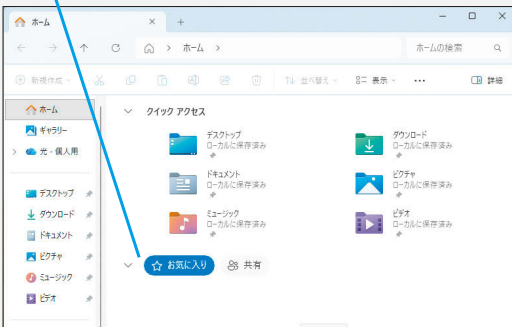 ホーム
ホーム
ホームの検索
新規作成
並べ替え
表示
詳細
ホーム
ギャラリー
光 - 個人用
デスクトップ
ダウンロード
ドキュメント
ピクチャ
ミュージック
ビデオ
クイック アクセス
デスクトップ
ローカルに保存済み
ダウンロード
ローカルに保存済み
ドキュメント
ローカルに保存済み
ピクチャ
ローカルに保存済み
ミュージック
ローカルに保存済み
ビデオ
ローカルに保存済み
お気に入り
共有